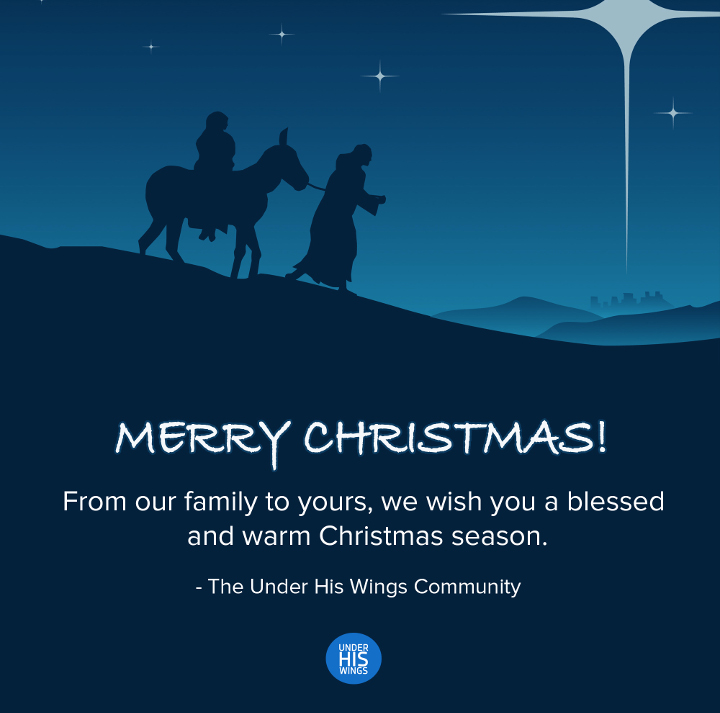 MERRY CHRISTMAS!
From our family to yours, we wish you a blessed
and warm Christmas season.
- The Under His Wings Community
UNDER
HIS
WINGS